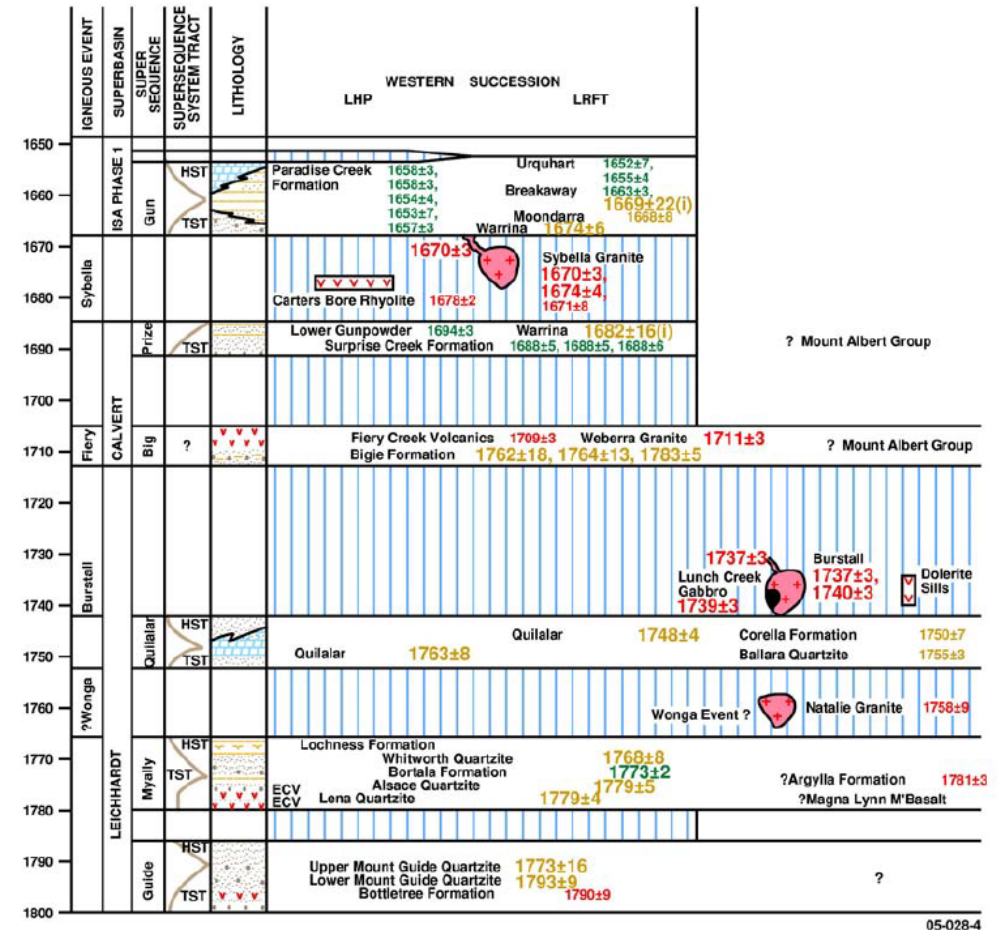 IGNEOUS EVENT
SUPERBASIN
SUPER SEQUENCE
SUPERSEQUENCE SYSTEM TRACT
LITHOLOGY
WESTERN SUCCESSION
LHP LRFT
1650
1660
1670
1680
1690
1700
1710
1720
1730
1740
1750
1760
1770
1780
1790
1800
ISA PHASE 1
Gun
HST
TST
Paradise Creek Formation
1658±3,
1658±3,
1654±4,
1653±7,
1657±3
Urquhart 1652±7,
1655±4
Breakaway 1663±3,
1669±22(i)
Moondarra 1668±8
Warrina 1674±6
Sybella
1670±3
Sybella Granite
1670±3,
1674±4,
1671±8
Carters Bore Rhyolite 1678±2
Prize
TST
Lower Gunpowder 1694±3 Warrina 1682±16(i)
Surprise Creek Formation 1688±5, 1688±5, 1688±6
? Mount Albert Group
CALVERT
Fiery
Big
?
Fiery Creek Volcanics 1709±3 Weberra Granite 1711±3
Bigie Formation 1762±18, 1764±13, 1783±5
? Mount Albert Group
Burstall
1737±3
Lunch Creek
Gabbro
1739±3
Burstall
1737±3,
1740±3
Dolerite
Sills
Quilalar
HST
TST
Quilalar 1748±4 Corella Formation 1750±7
Quilalar 1763±8 Ballara Quartzite 1755±3
?Wonga
Wonga Event ? Natalie Granite 1758±9
LEICHHARDT
Myally
HST
TST
Lochness Formation
Whitworth Quartzite 1768±8
Bortala Formation 1773±2
ECV Alsace Quartzite 1779±5
ECV Lena Quartzite 1779±4
?Argylla Formation 1781±3
?Magna Lynn M'Basalt
Guide
HST
TST
Upper Mount Guide Quartzite 1773±16
Lower Mount Guide Quartzite 1793±9
Bottletree Formation 1790±9
?
05-028-4